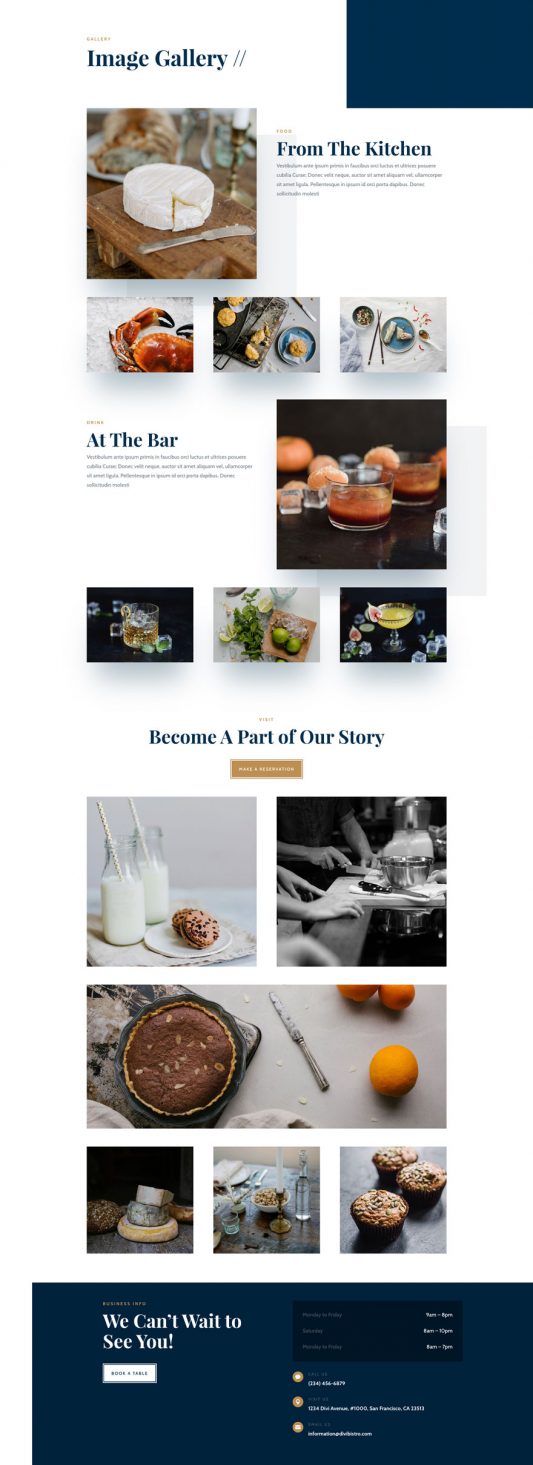 GALLERY
Image Gallery //
FOOD
From The Kitchen
Vestibulum ante ipsum primis in faucibus orci luctus et ultrices posuere
cubilia Curae; Donec velit neque, auctor sit amet aliquam vel, ullamcorper
sit amet ligula. Pellentesque in ipsum id orci porta dapibus. Donec
sollicitudin molesti
DRINK
At The Bar
Vestibulum ante ipsum primis in faucibus orci luctus et ultrices posuere
cubilia Curae; Donec velit neque, auctor sit amet aliquam vel, ullamcorper
sit amet ligula. Pellentesque in ipsum id orci porta dapibus. Donec
sollicitudin molesti
VISIT
Become A Part of Our Story
MAKE A RESERVATION
BUSINESS INFO
We Can't Wait to
See You!
BOOK A TABLE
Monday to Friday 9am – 8pm
Saturday 8am – 10pm
Monday to Friday 8am – 7pm
CALL US
(234) 456-6879
VISIT US
1234 Divi Avenue, #1000, San Francisco, CA 23513
EMAIL US
information@divibistro.com